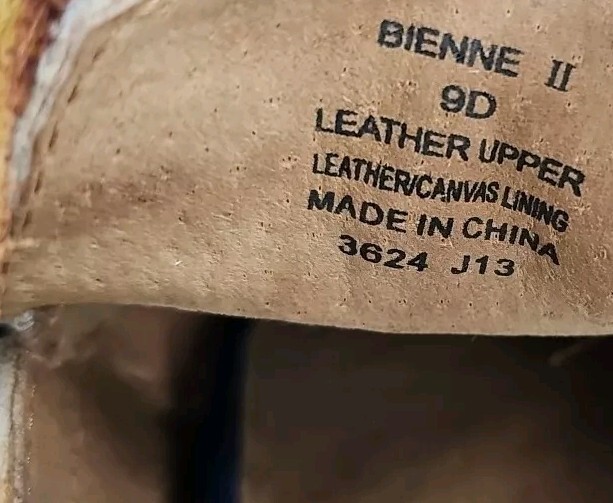 BIENNE II
9D
LEATHER UPPER
LEATHER/CANVAS LINING
MADE IN CHINA
3624 J13